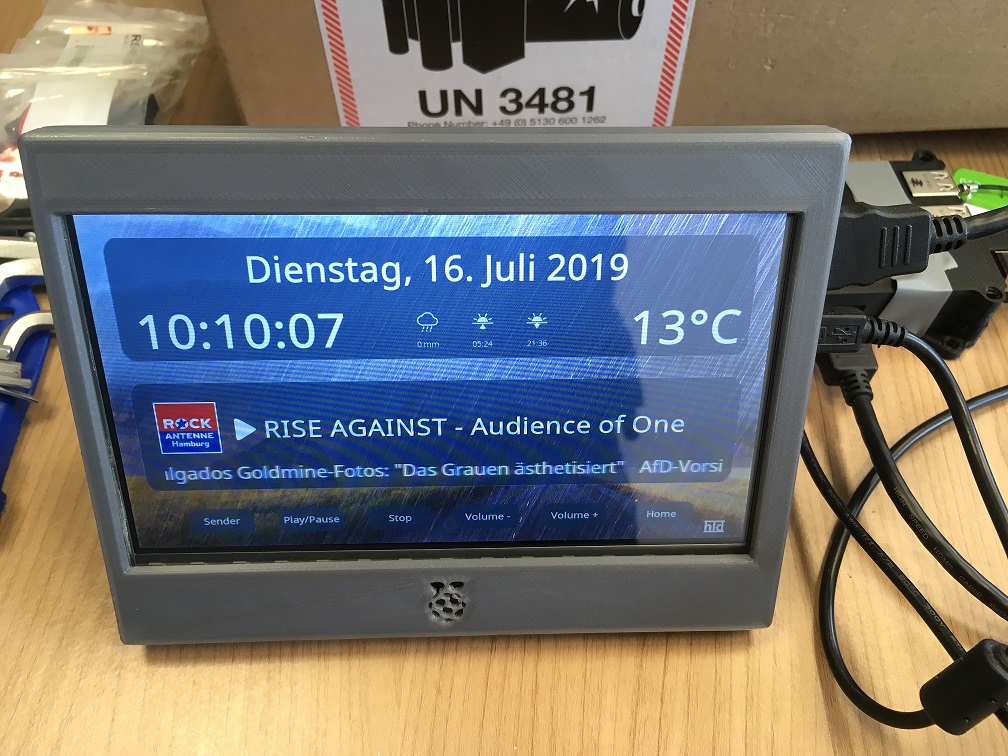 UN 3481
Phone Number: +49 (0) 5130 600 1262
Dienstag, 16. Juli 2019
10:10:07
0 mm
05:24
21:36
13°C
ROCK
ANTENNE
Hamburg
RISE AGAINST - Audience of One
lgados Goldmine-Fotos: "Das Grauen ästhetisiert" - AfD-Vorsi
Sender
Play/Pause
Stop
Volume -
Volume +
Home
htd